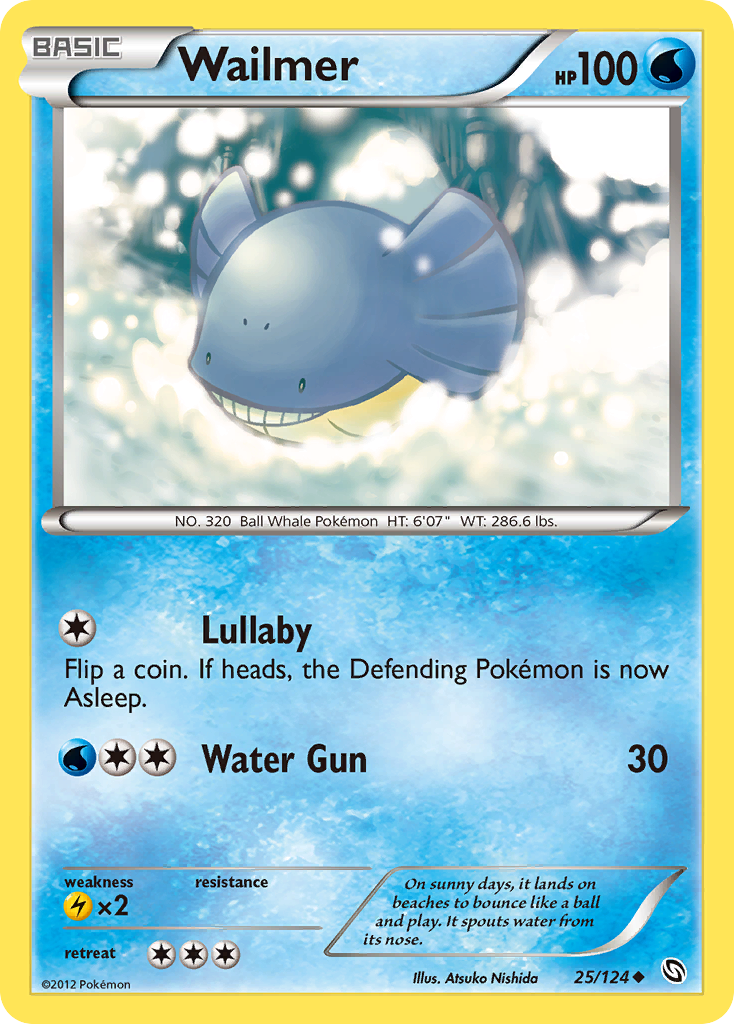 BASIC
Wailmer
HP100
NO. 320 Ball Whale Pokémon HT: 6'07" WT: 286.6 lbs.
Lullaby
Flip a coin. If heads, the Defending Pokémon is now
Asleep.
Water Gun 30
weakness
×2
resistance
retreat
On sunny days, it lands on
beaches to bounce like a ball
and play. It spouts water from
its nose.
©2012 Pokémon
Illus. Atsuko Nishida
25/124